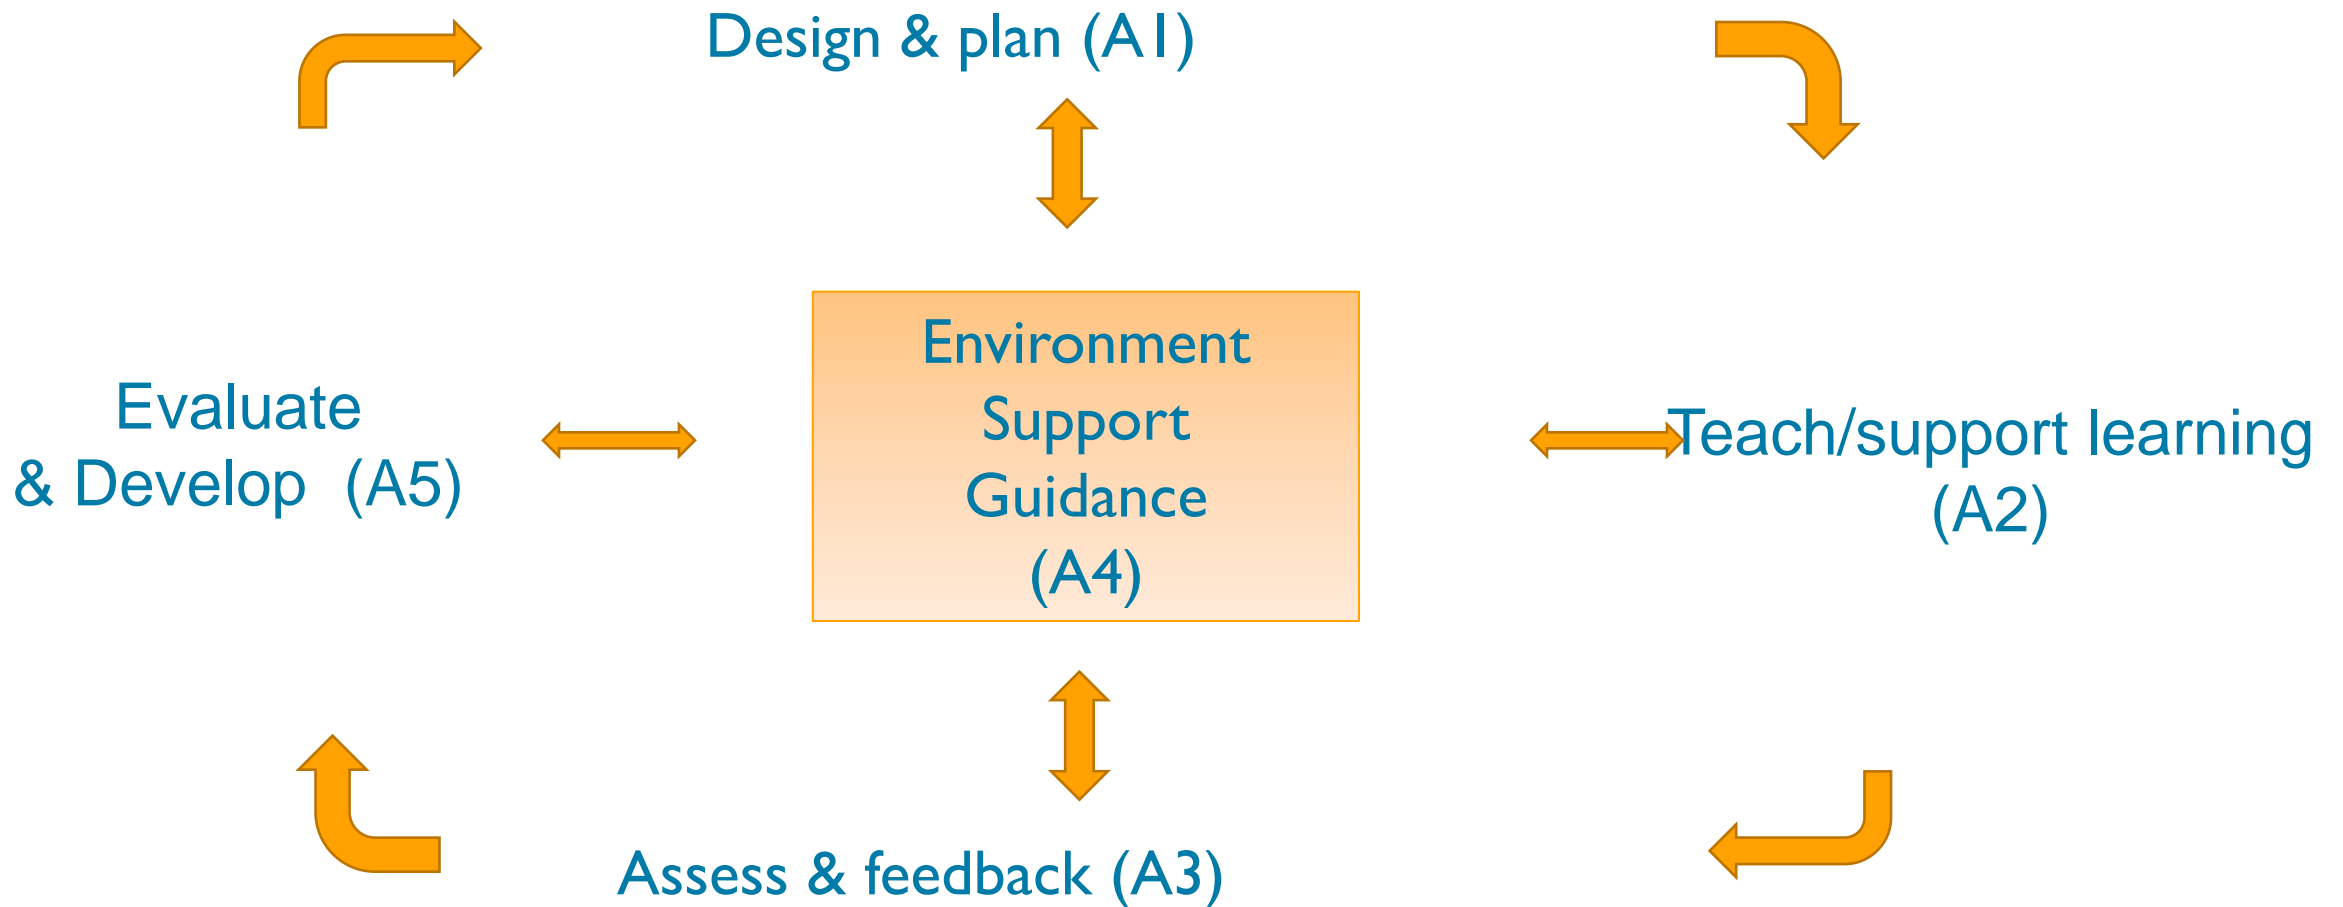 Design & plan (A1)
Environment
Support
Guidance
(A4)
Evaluate
& Develop (A5)
Teach/support learning
(A2)
Assess & feedback (A3)